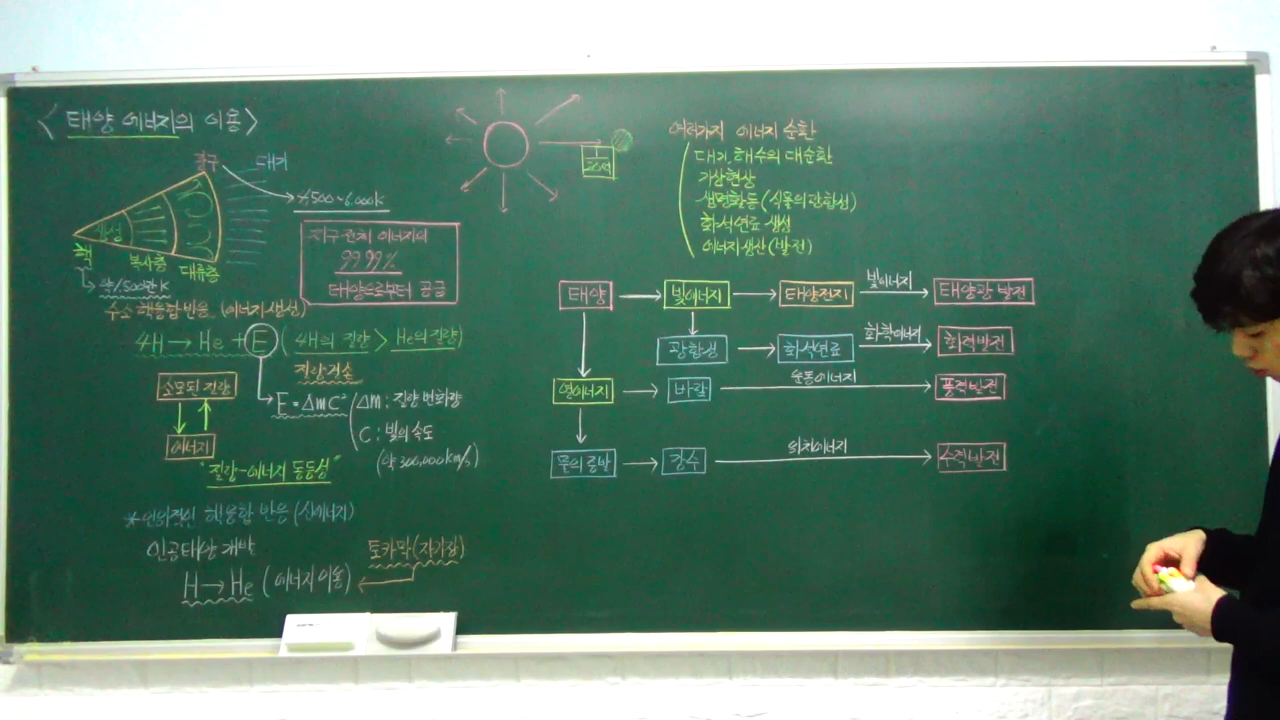 <태양 에너지의 이용>
광구
대기
4,500~6,000K
생성
핵
복사층
대류층
약 1,500만 K
지구 전체 에너지의
99.99%
태양으로부터 공급
수소 핵융합 반응 (에너지 생성)
4H → He + E (4H의 질량 > He의 질량)
질량결손
소모된 질량
에너지
E = Δmc²
Δm : 질량 변화량
C : 빛의 속도
(약 300,000km/s)
"질량-에너지 동등성"
* 인위적인 핵융합 반응 (신에너지)
인공태양 개발
H → He (에너지 이용)
토카막(자기장)
여러가지 에너지 순환
대기, 해수의 대순환
기상현상
생명활동 (식물의 광합성)
화석연료 생성
에너지 생산 (발전)
태양 → 빛에너지 → 태양전지 빛에너지 → 태양광 발전
광합성 → 화석연료 화학에너지 → 화력발전
열에너지 → 바람 운동에너지 → 풍력발전
물의 증발 → 강수 위치에너지 → 수력발전